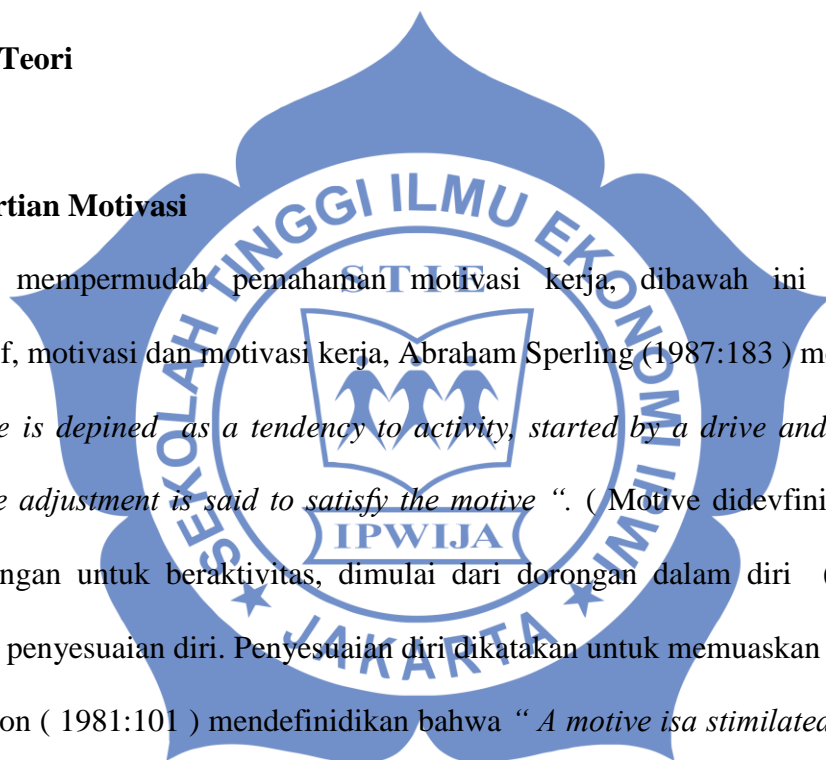 Teori
rtian Motivasi
mempermudah pemahaman motivasi kerja, dibawah ini
f, motivasi dan motivasi kerja, Abraham Sperling (1987:183 ) m
e is depined as a tendency to activity, started by a drive and
e adjustment is said to satisfy the motive “. ( Motive didevfini
ngan untuk beraktivitas, dimulai dari dorongan dalam diri (
penyesuaian diri. Penyesuaian diri dikatakan untuk memuaskan
on ( 1981:101 ) mendefinidikan bahwa “ A motive isa stimilated
SEKOLAH TINGGI ILMU EKONOMI IPWI
STIE
IPWIJA
JAKARTA